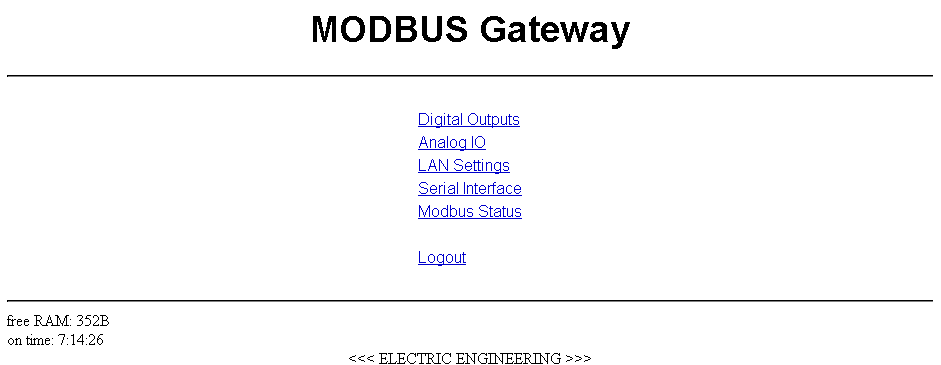 MODBUS Gateway
Digital Outputs
Analog IO
LAN Settings
Serial Interface
Modbus Status
Logout
free RAM: 352B
on time: 7:14:26
<<< ELECTRIC ENGINEERING >>>